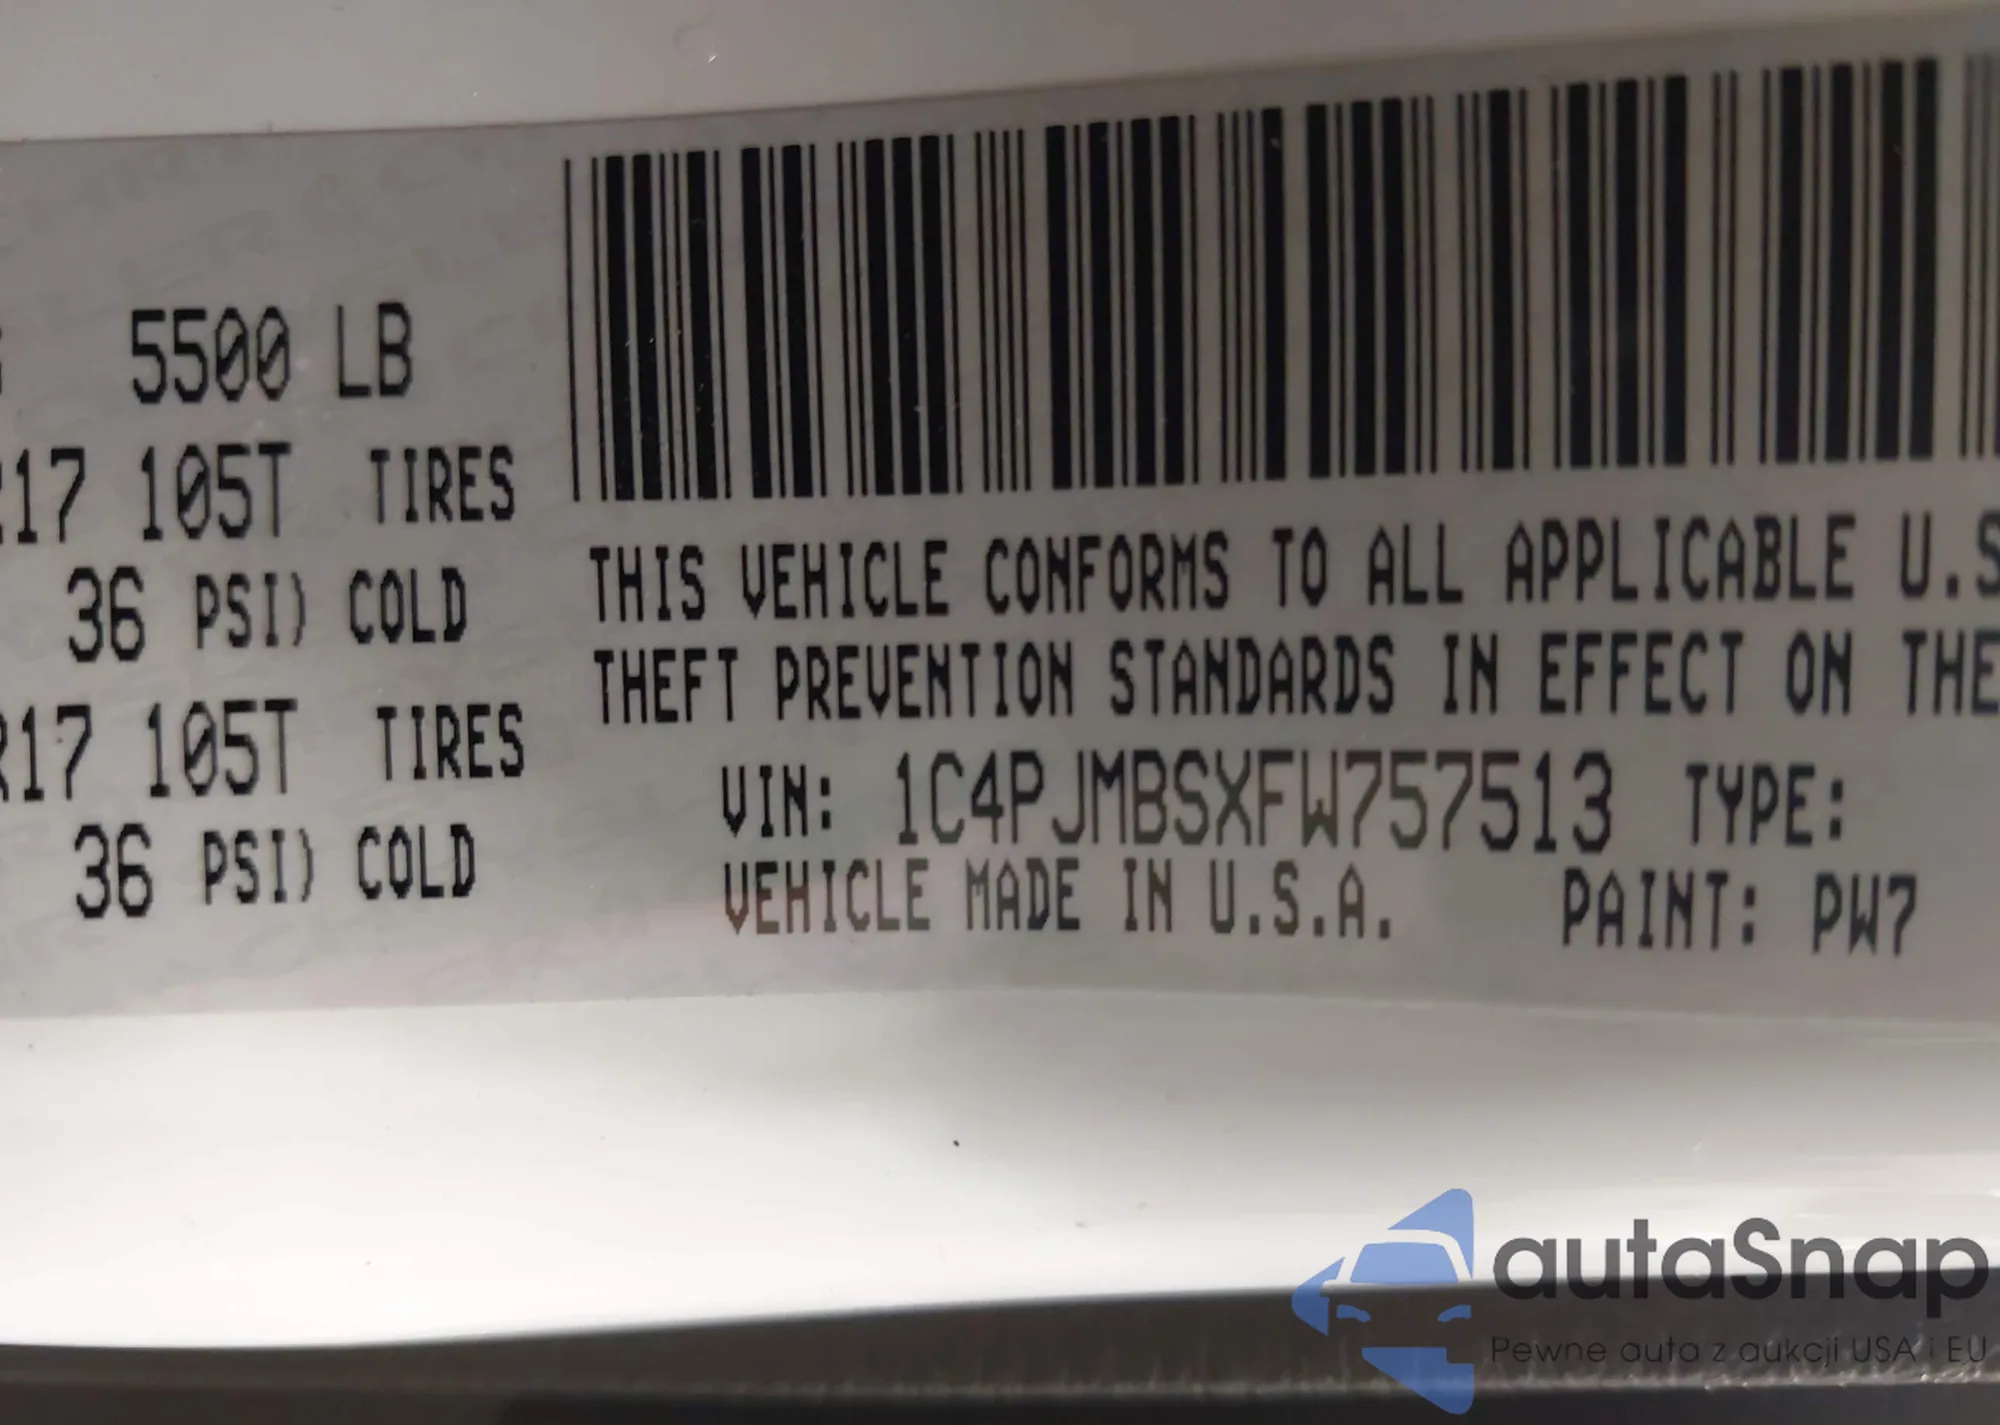 5500 LB
R17 105T TIRES
36 PSI) COLD
R17 105T TIRES
36 PSI) COLD
THIS VEHICLE CONFORMS TO ALL APPLICABLE U.S
THEFT PREVENTION STANDARDS IN EFFECT ON THE
VIN: 1C4PJMBSXFW757513 TYPE:
VEHICLE MADE IN U.S.A. PAINT: PW7
autaSnap
Pewne auta z aukcji USA i EU